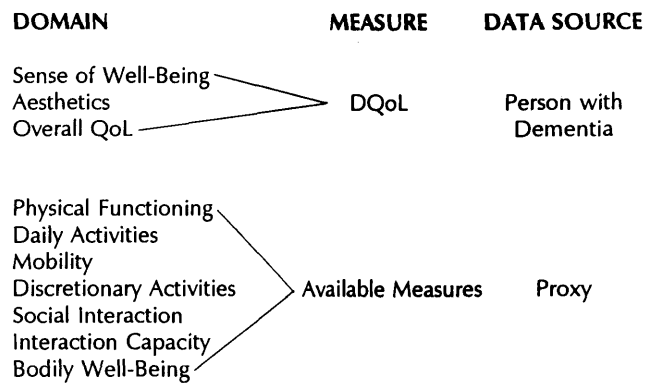 DOMAIN MEASURE DATA SOURCE
Sense of Well-Being
Aesthetics DQoL Person with
Overall QoL Dementia
Physical Functioning
Daily Activities
Mobility
Discretionary Activities Available Measures Proxy
Social Interaction
Interaction Capacity
Bodily Well-Being